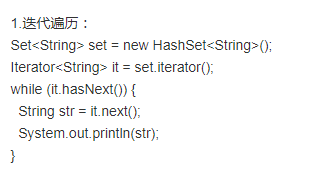 1.迭代遍历：
Set<String> set = new HashSet<String>();
Iterator<String> it = set.iterator();
while (it.hasNext()) {
  String str = it.next();
  System.out.println(str);
}